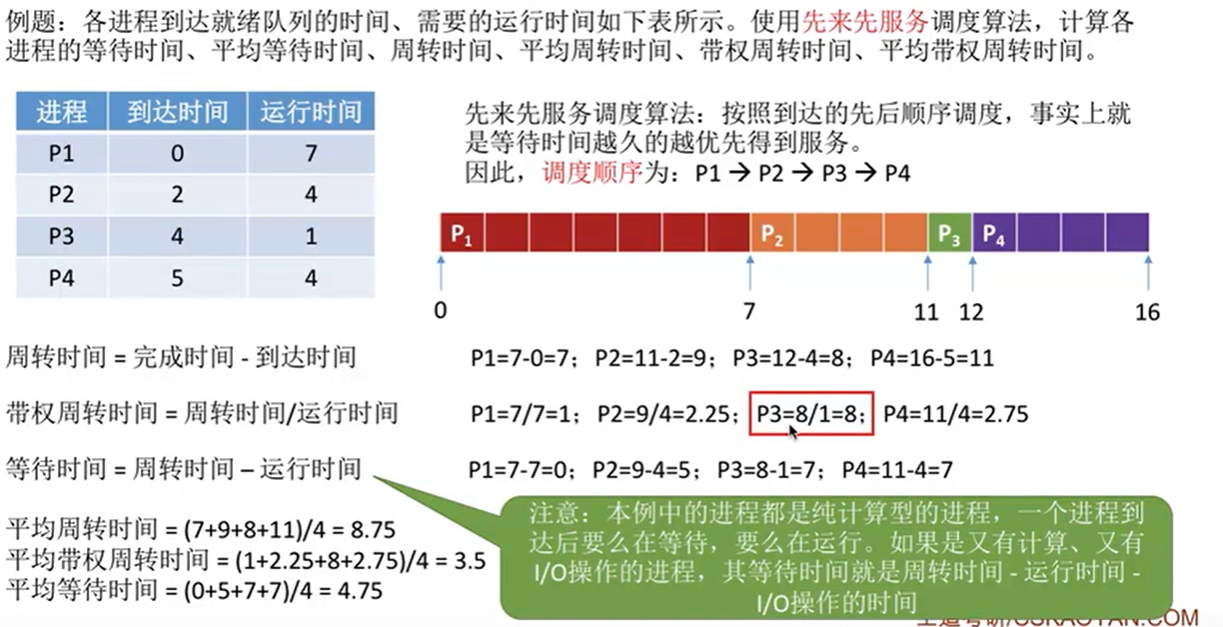 例题：各进程到达就绪队列的时间、需要的运行时间如下表所示。使用先来先服务调度算法，计算各
进程的等待时间、平均等待时间、周转时间、平均周转时间、带权周转时间、平均带权周转时间。
进程 到达时间 运行时间
P1 0 7
P2 2 4
P3 4 1
P4 5 4
先来先服务调度算法：按照到达的先后顺序调度，事实上就
是等待时间越久的越优先得到服务。
因此，调度顺序为：P1 → P2 → P3 → P4
P1 P2 P3 P4
0 7 11 12 16
周转时间 = 完成时间 - 到达时间 P1=7-0=7；P2=11-2=9；P3=12-4=8；P4=16-5=11
带权周转时间 = 周转时间/运行时间 P1=7/7=1；P2=9/4=2.25；P3=8/1=8；P4=11/4=2.75
等待时间 = 周转时间 – 运行时间 P1=7-7=0；P2=9-4=5；P3=8-1=7；P4=11-4=7
平均周转时间 = (7+9+8+11)/4 = 8.75
平均带权周转时间 = (1+2.25+8+2.75)/4 = 3.5
平均等待时间 = (0+5+7+7)/4 = 4.75
注意：本例中的进程都是纯计算型的进程，一个进程到
达后要么在等待，要么在运行。如果是又有计算、又有
I/O操作的进程，其等待时间就是周转时间 - 运行时间 -
I/O操作的时间
王道考研/CSKAOYAN.COM